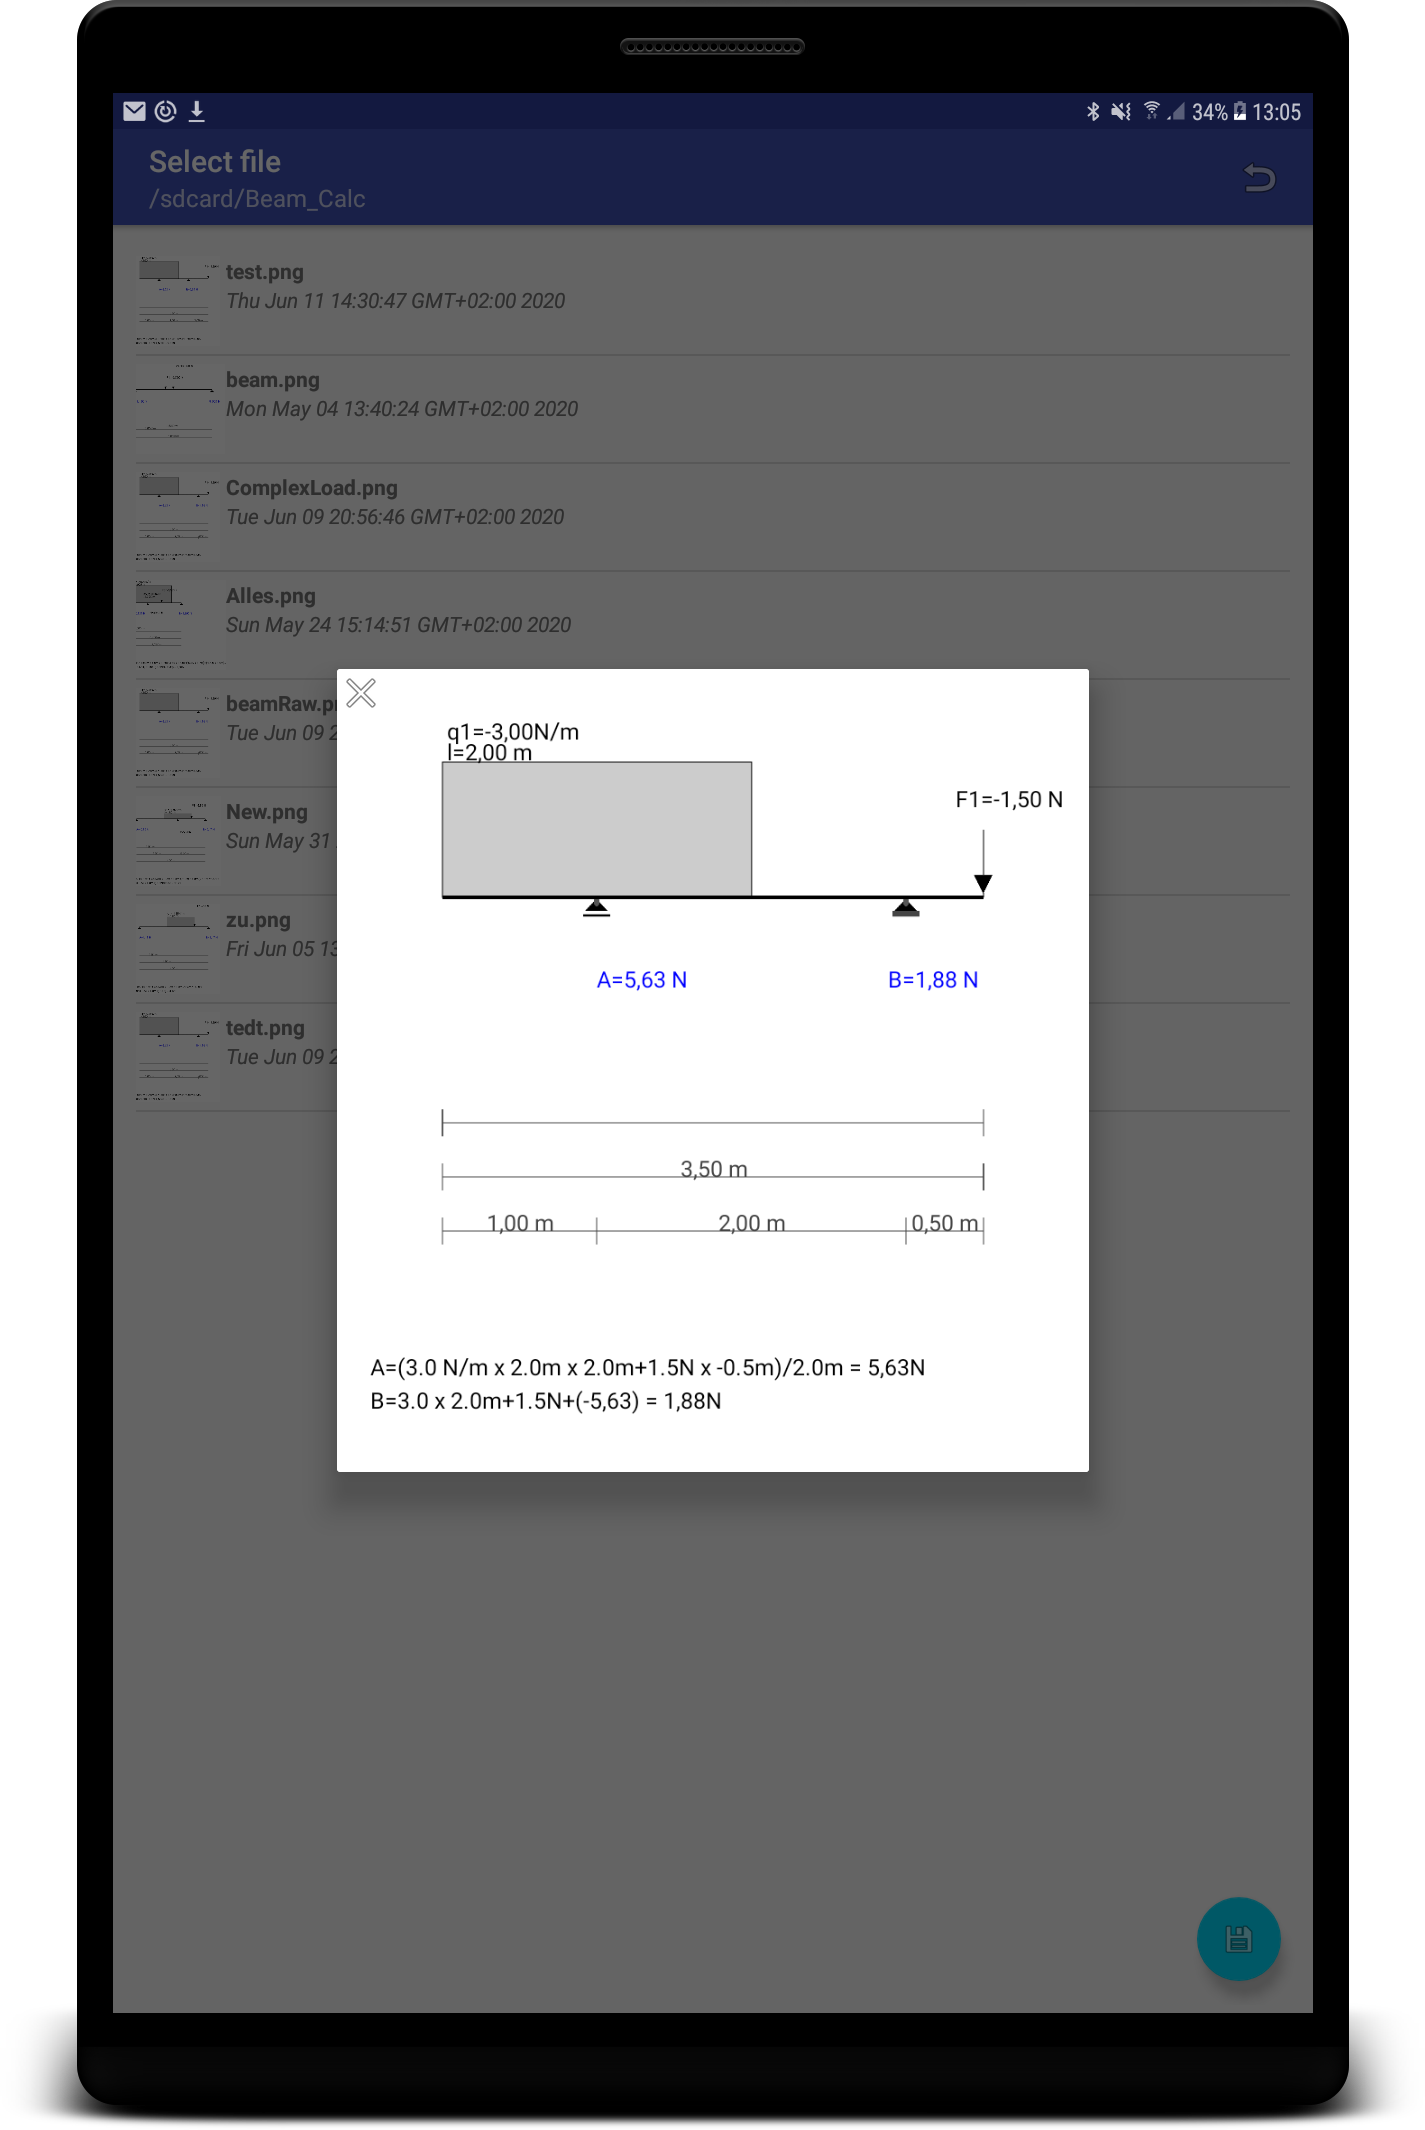 34% 13:05
Select file
/sdcard/Beam_Calc
test.png
Thu Jun 11 14:30:47 GMT+02:00 2020
beam.png
Mon May 04 13:40:24 GMT+02:00 2020
ComplexLoad.png
Tue Jun 09 20:56:46 GMT+02:00 2020
Alles.png
Sun May 24 15:14:51 GMT+02:00 2020
beamRaw.p
Tue Jun 09 2
New.png
Sun May 31
zu.png
Fri Jun 05 13
tedt.png
Tue Jun 09 2
q1=-3,00N/m
l=2,00 m
F1=-1,50 N
A=5,63 N
B=1,88 N
3,50 m
1,00 m 2,00 m 0,50 m
A=(3.0 N/m x 2.0m x 2.0m+1.5N x -0.5m)/2.0m = 5,63N
B=3.0 x 2.0m+1.5N+(-5,63) = 1,88N